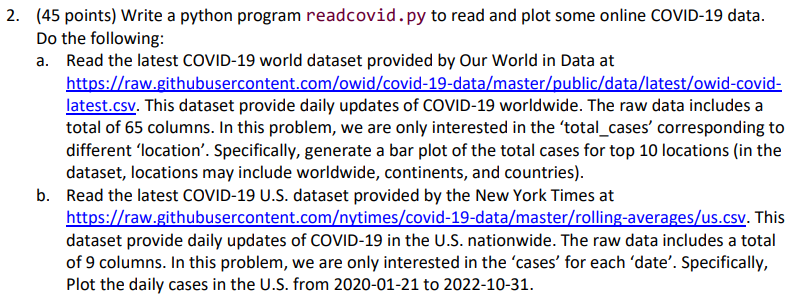 2. (45 points) Write a python program readcovid.py to read and plot some online COVID-19 data.
Do the following:
a. Read the latest COVID-19 world dataset provided by Our World in Data at
https://raw.githubusercontent.com/owid/covid-19-data/master/public/data/latest/owid-covid-
latest.csv. This dataset provide daily updates of COVID-19 worldwide. The raw data includes a
total of 65 columns. In this problem, we are only interested in the ‘total_cases’ corresponding to
different ‘location’. Specifically, generate a bar plot of the total cases for top 10 locations (in the
dataset, locations may include worldwide, continents, and countries).
b. Read the latest COVID-19 U.S. dataset provided by the New York Times at
https://raw.githubusercontent.com/nytimes/covid-19-data/master/rolling-averages/us.csv. This
dataset provide daily updates of COVID-19 in the U.S. nationwide. The raw data includes a total
of 9 columns. In this problem, we are only interested in the ‘cases’ for each ‘date’. Specifically,
Plot the daily cases in the U.S. from 2020-01-21 to 2022-10-31.